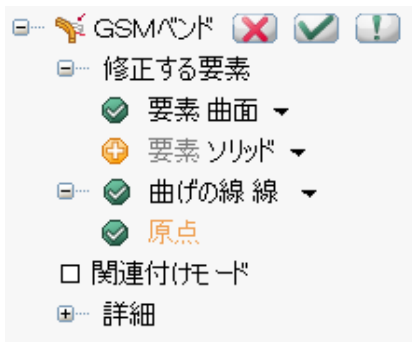 GSMベンド
修正する要素
要素 曲面
要素 ソリッド
曲げの線 線
原点
関連付けモード
詳細